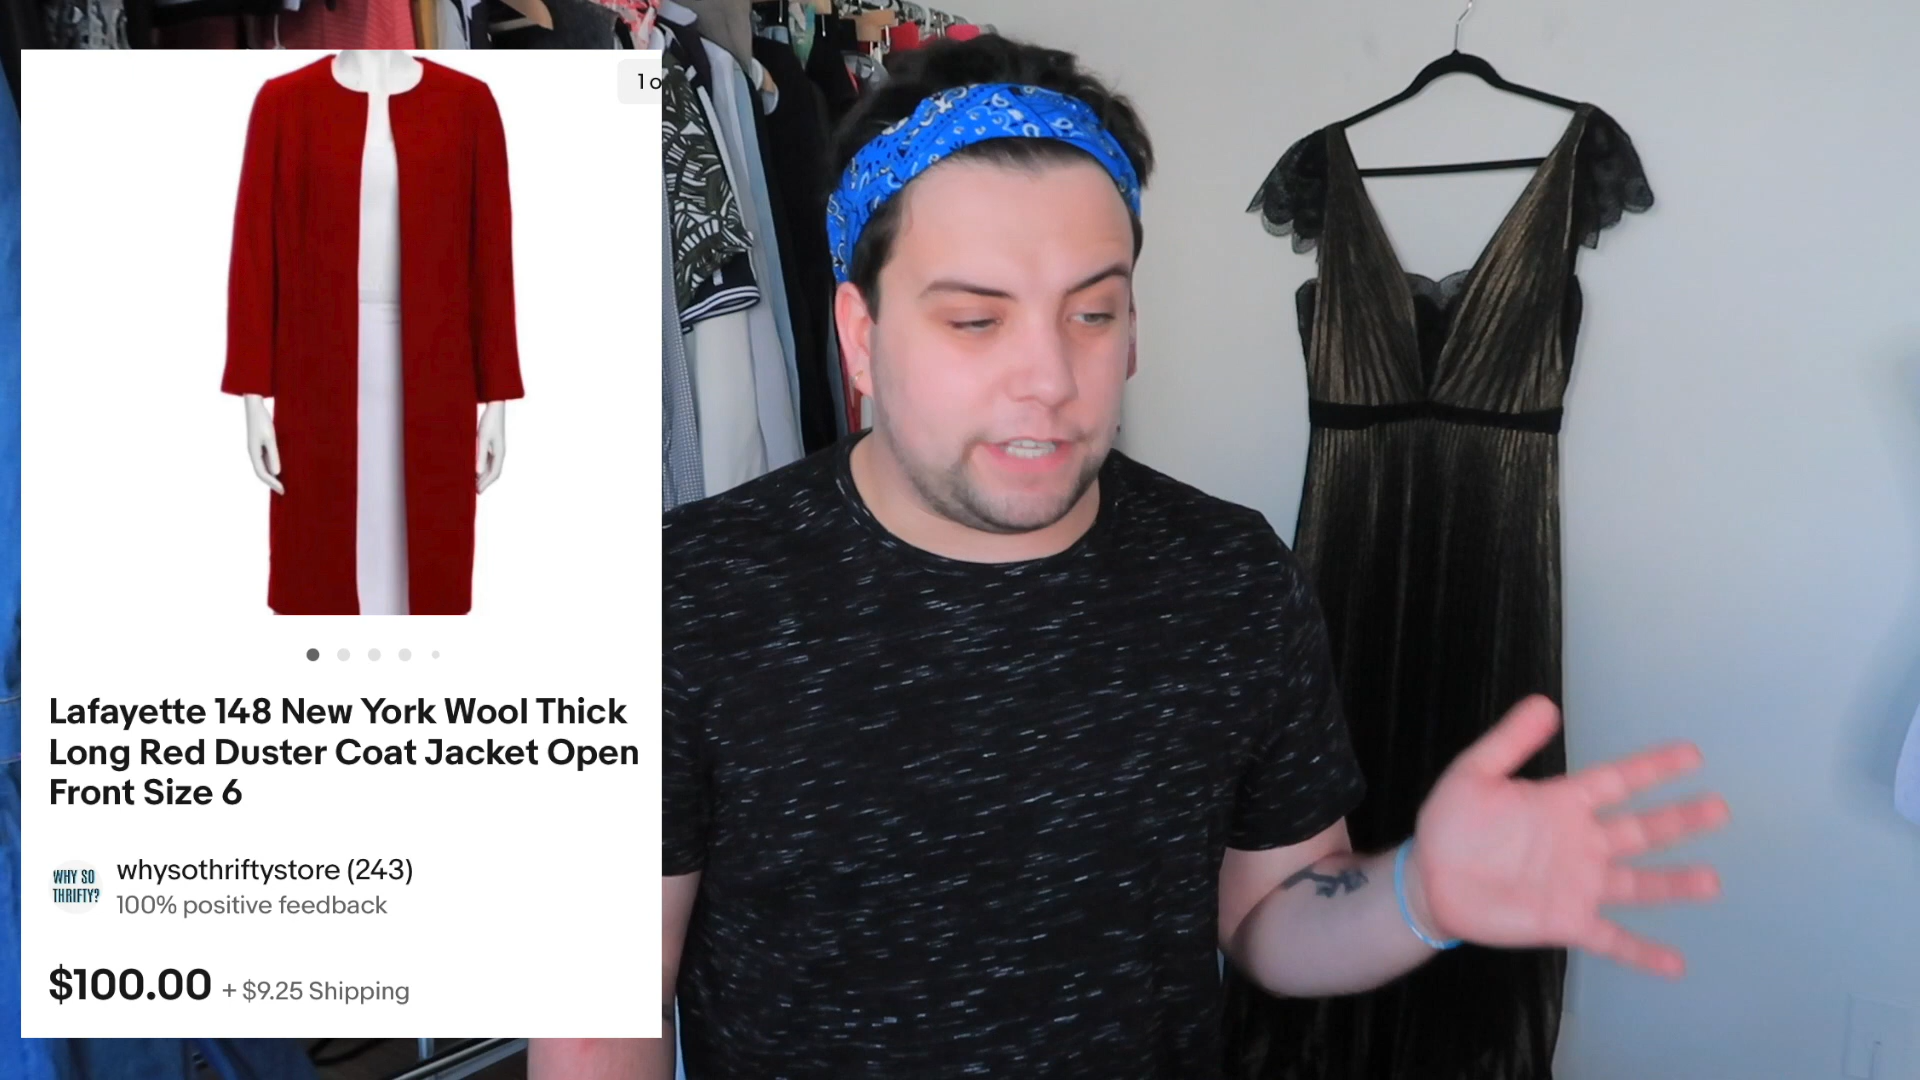 1 o
Lafayette 148 New York Wool Thick
Long Red Duster Coat Jacket Open
Front Size 6
WHY SO
THRIFTY?
whysothriftystore (243)
100% positive feedback
$100.00 + $9.25 Shipping